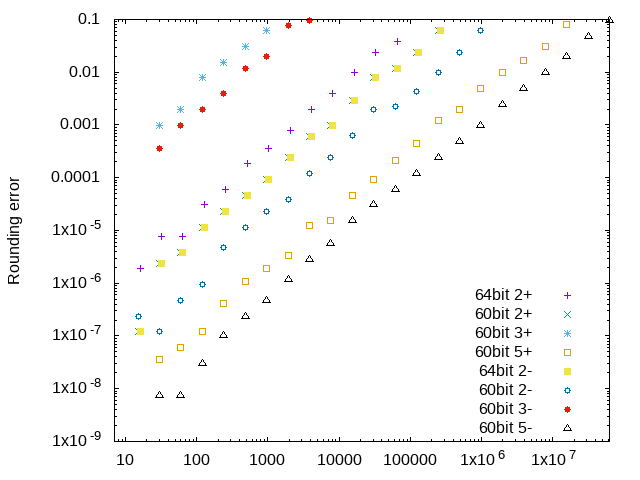 0.1
0.01
0.001
0.0001
1x10^-5
1x10^-6
1x10^-7
1x10^-8
1x10^-9
Rounding error
64bit 2+
60bit 2+
60bit 3+
60bit 5+
64bit 2-
60bit 2-
60bit 3-
60bit 5-
10 100 1000 10000 100000 1x10^6 1x10^7